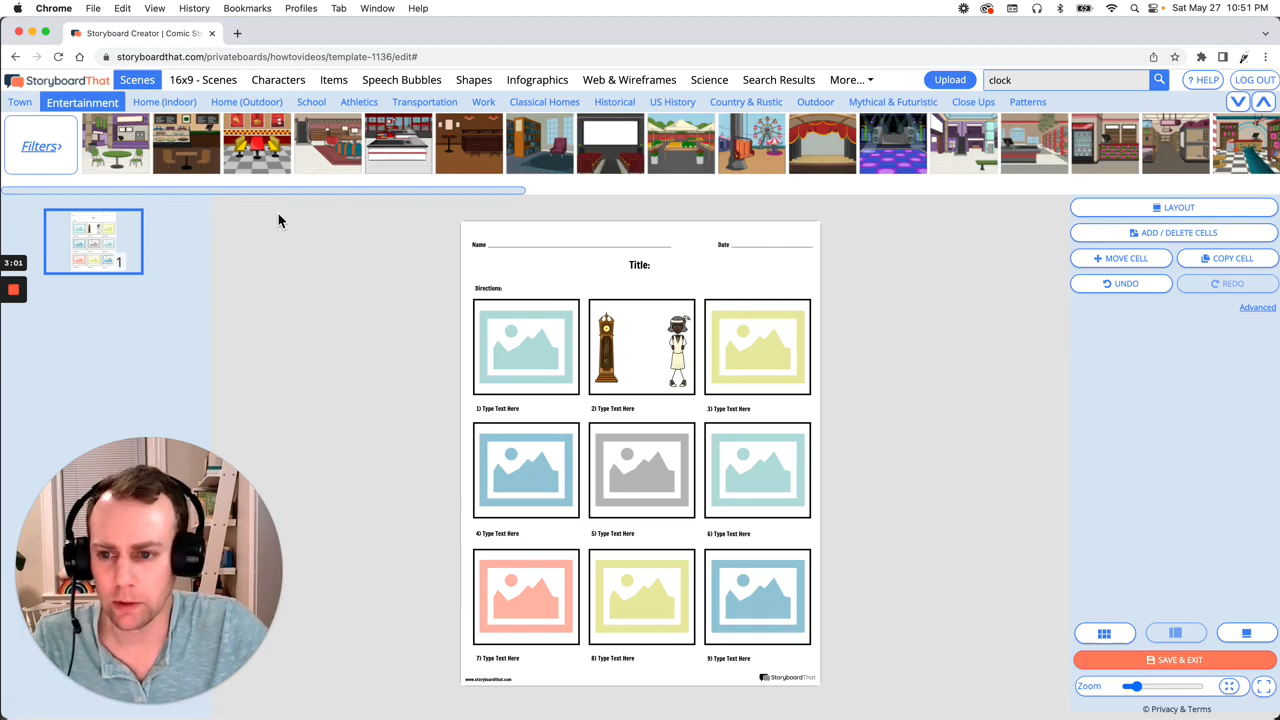 Chrome File Edit View History Bookmarks Profiles Tab Window Help Sat May 27 10:51 PM
Storyboard Creator | Comic St
storyboardthat.com/privateboards/howtovideos/template-1136/edit#
StoryboardThat Scenes 16x9 - Scenes Characters Items Speech Bubbles Shapes Infographics Web & Wireframes Science Search Results More... Upload clock HELP LOG OUT
Town Entertainment Home (Indoor) Home (Outdoor) School Athletics Transportation Work Classical Homes Historical US History Country & Rustic Outdoor Mythical & Futuristic Close Ups Patterns
Filters›
LAYOUT
ADD / DELETE CELLS
MOVE CELL COPY CELL
UNDO REDO
Advanced
1
3:01
Name Date
Title:
Directions:
1) Type Text Here 2) Type Text Here 3) Type Text Here
4) Type Text Here 5) Type Text Here 6) Type Text Here
7) Type Text Here 8) Type Text Here 9) Type Text Here
www.storyboardthat.com StoryboardThat
SAVE & EXIT
Zoom
© Privacy & Terms